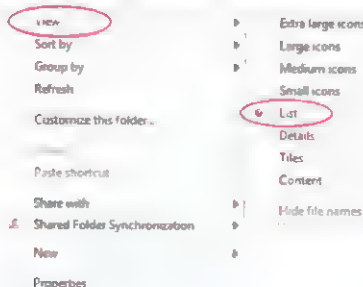 View
Sort by
Group by
Refresh
Customize this folder...
Paste shortcut
Share with
Shared Folder Synchronization
New
Properties
Extra large icons
Large icons
Medium icons
Small icons
List
Details
Tiles
Content
Hide file names